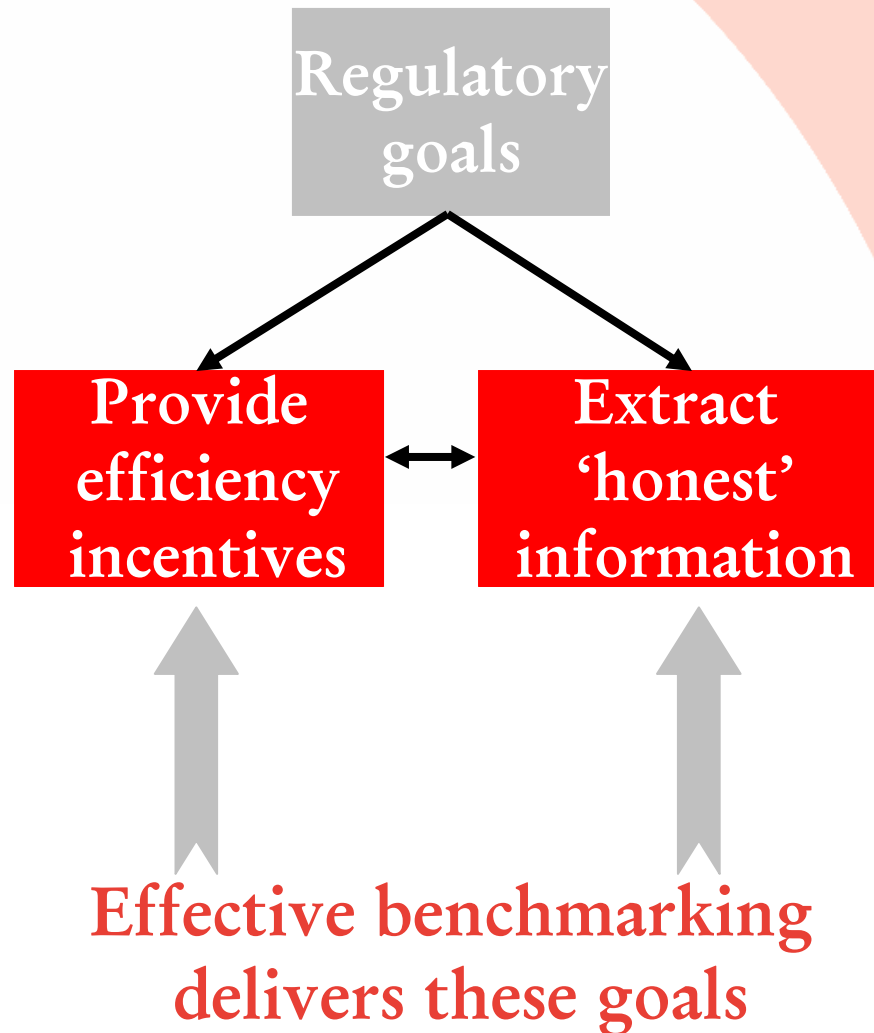 Regulatory
goals
Provide
efficiency
incentives
Extract
‘honest’
information
Effective benchmarking
delivers these goals